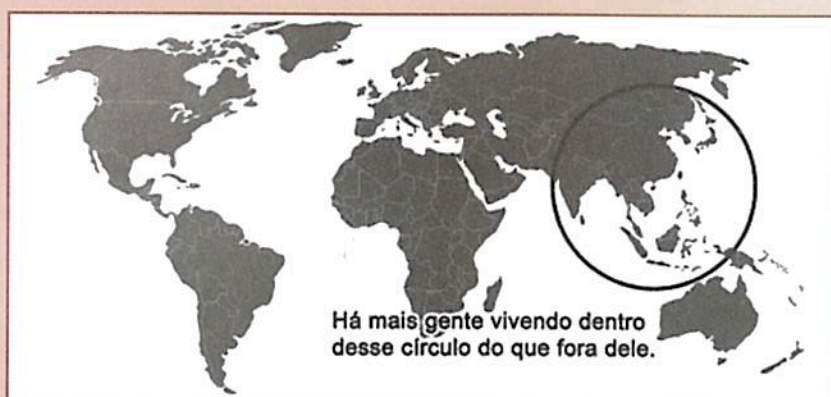 Há mais gente vivendo dentro
desse círculo do que fora dele.